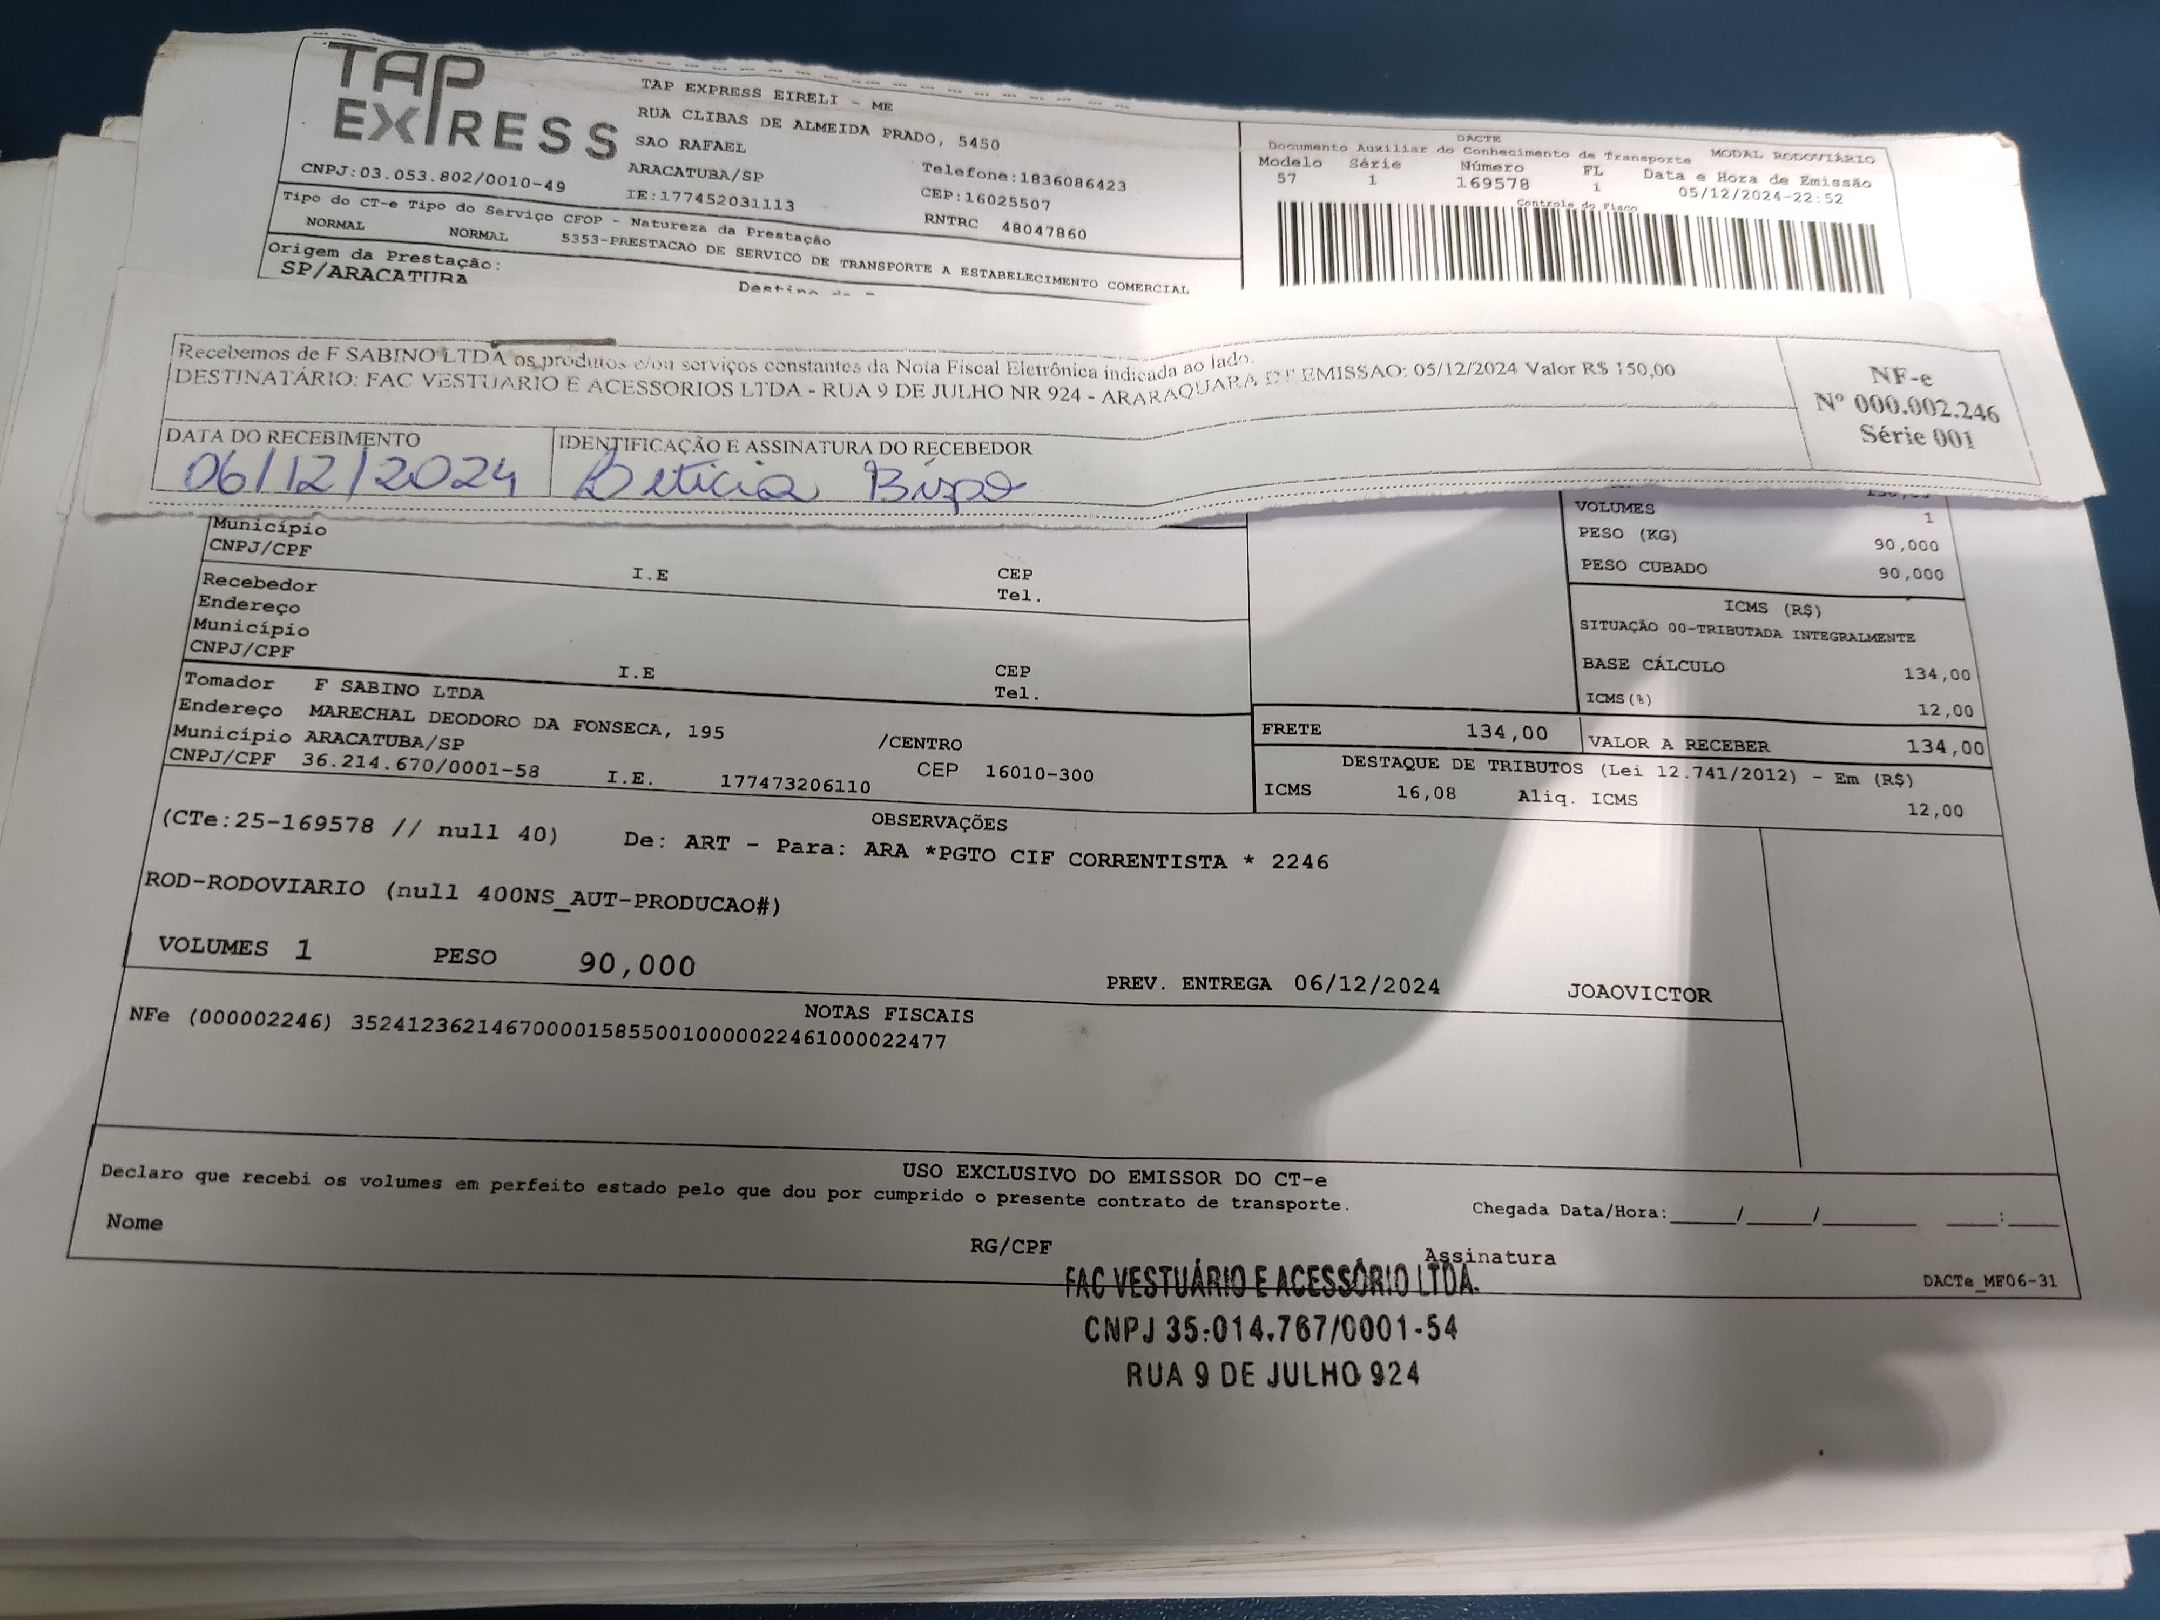 TAP
EXPRESS
TAP EXPRESS EIRELI - ME
RUA CLIBAS DE ALMEIDA PRADO, 5450
SAO RAFAEL
ARACATUBA/SP
Telefone:1836086423
CNPJ:03.053.802/0010-49
IE:177452031113
CEP:16025507
RNTRC 48047860
DACTE
Documento Auxiliar do Conhecimento de Transporte MODAL RODOVIÁRIO
Modelo Série Número FL Data e Hora de Emissão
57 1 169578 1 05/12/2024-22:52
Controle do Fisco
Tipo do CT-e Tipo do Serviço CFOP - Natureza da Prestação
NORMAL NORMAL 5353-PRESTACAO DE SERVICO DE TRANSPORTE A ESTABELECIMENTO COMERCIAL
Origem da Prestação:
SP/ARACATUBA
Recebemos de F SABINO LTDA os produtos e/ou serviços constantes da Nota Fiscal Eletrônica indicada ao lado.
DESTINATÁRIO: FAC VESTUARIO E ACESSORIOS LTDA - RUA 9 DE JULHO NR 924 - ARARAQUARA EMISSAO: 05/12/2024 Valor R$ 150,00
NF-e
Nº 000.002.246
Série 001
DATA DO RECEBIMENTO
06/12/2024
IDENTIFICAÇÃO E ASSINATURA DO RECEBEDOR
Leticia Bispo
Município
CNPJ/CPF I.E CEP
Tel.
Recebedor
Endereço
Município
CNPJ/CPF I.E CEP
Tel.
VOLUMES 1
PESO (KG) 90,000
PESO CUBADO 90,000
ICMS (R$)
SITUAÇÃO 00-TRIBUTADA INTEGRALMENTE
BASE CÁLCULO 134,00
ICMS(%) 12,00
Tomador F SABINO LTDA
Endereço MARECHAL DEODORO DA FONSECA, 195 /CENTRO
Município ARACATUBA/SP CEP 16010-300
CNPJ/CPF 36.214.670/0001-58 I.E. 177473206110
FRETE 134,00 VALOR A RECEBER 134,00
DESTAQUE DE TRIBUTOS (Lei 12.741/2012) - Em (R$)
ICMS 16,08 Aliq. ICMS 12,00
OBSERVAÇÕES
(CTe:25-169578 // null 40) De: ART - Para: ARA *PGTO CIF CORRENTISTA * 2246
ROD-RODOVIARIO (null 400NS_AUT-PRODUCAO#)
VOLUMES 1 PESO 90,000 PREV. ENTREGA 06/12/2024 JOAOVICTOR
NOTAS FISCAIS
NFe (000002246) 35241236214670000158550010000022461000022477
USO EXCLUSIVO DO EMISSOR DO CT-e
Declaro que recebi os volumes em perfeito estado pelo que dou por cumprido o presente contrato de transporte.
Chegada Data/Hora:_____/_____/_______ ____:____
Nome RG/CPF Assinatura
DACTe_MF06-31
FAC VESTUÁRIO E ACESSÓRIO LTDA.
CNPJ 35.014.767/0001-54
RUA 9 DE JULHO 924